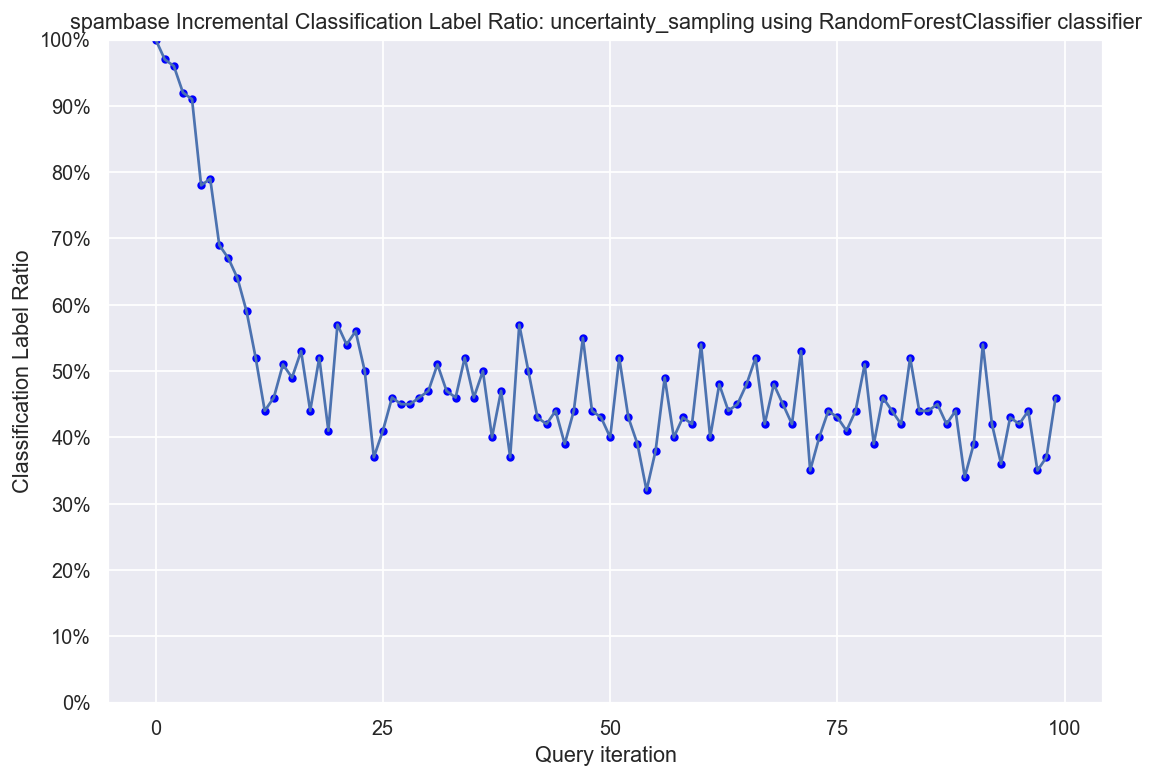 spambase Incremental Classification Label Ratio: uncertainty_sampling using RandomForestClassifier classifier
100%
90%
80%
70%
60%
50%
40%
30%
20%
10%
0%
Classification Label Ratio
0 25 50 75 100
Query iteration